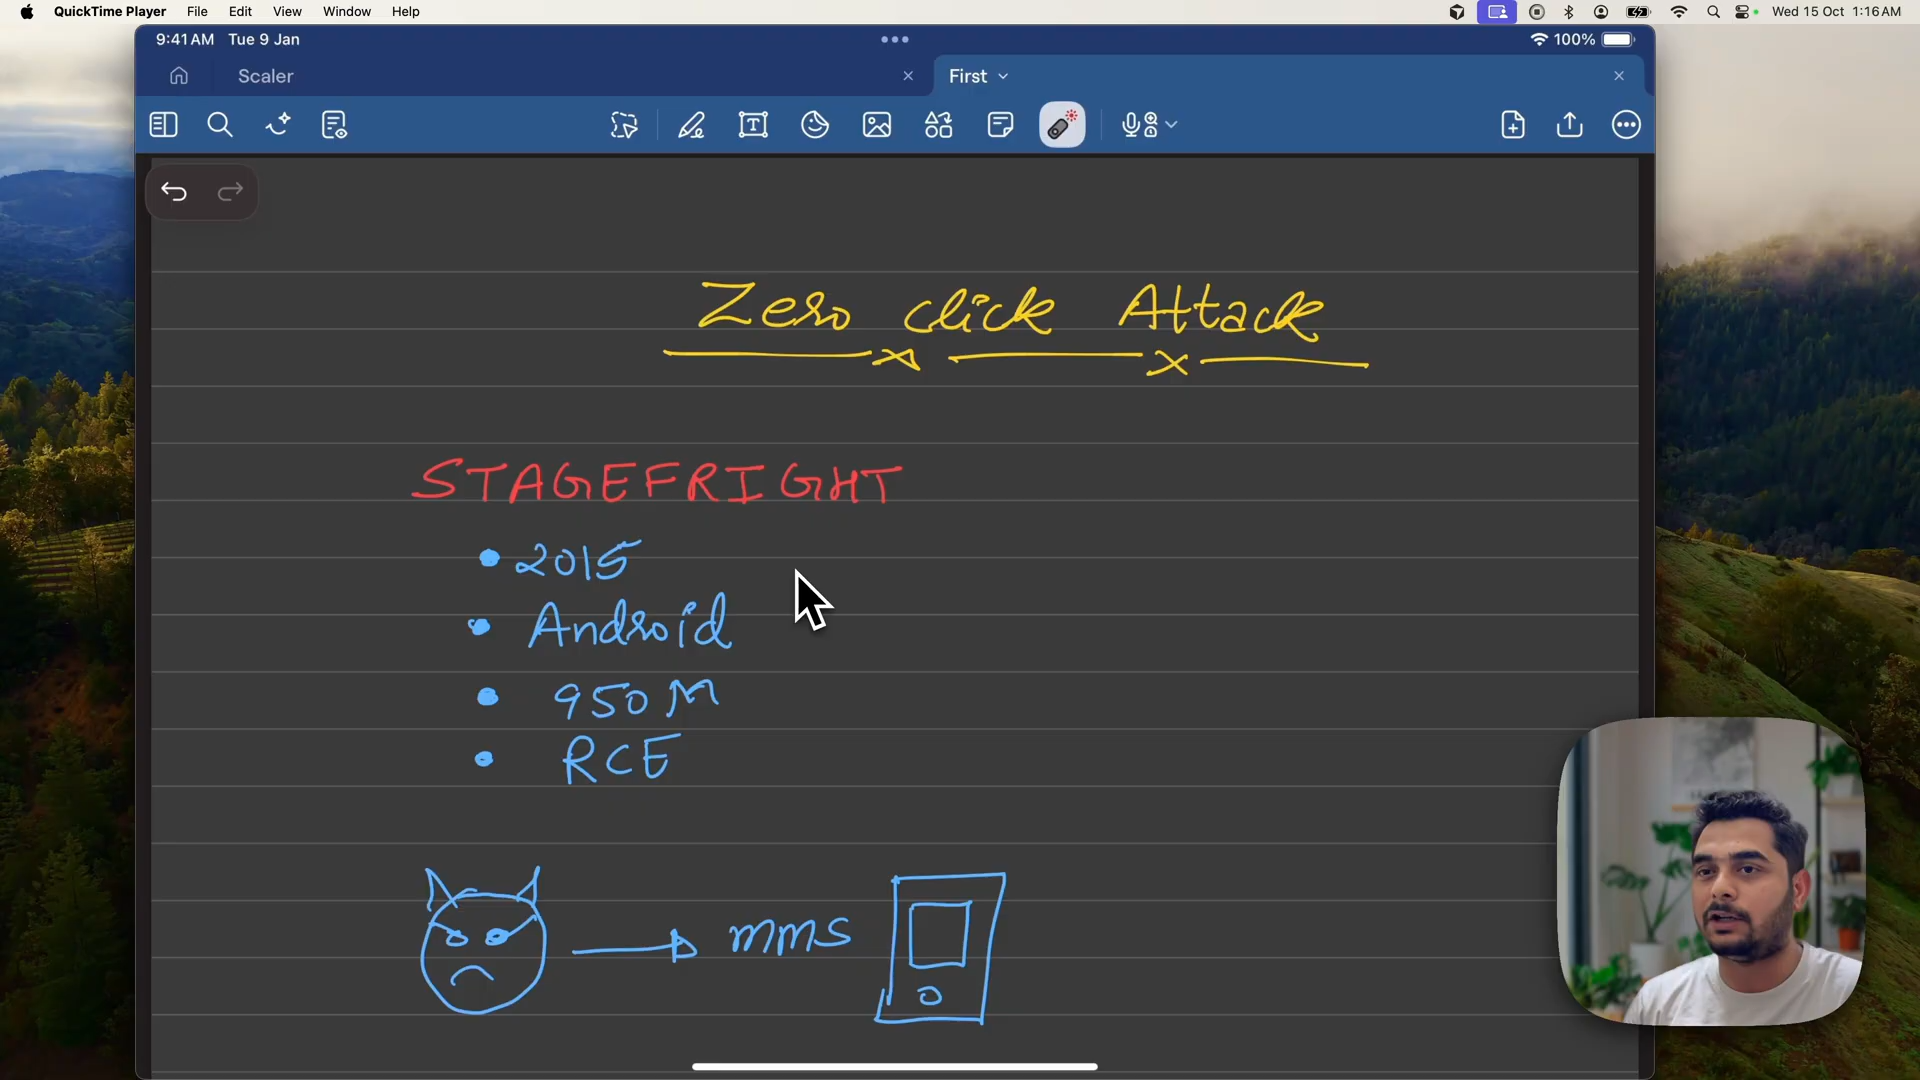 QuickTime Player File Edit View Window Help Wed 15 Oct 1:16 AM
9:41 AM Tue 9 Jan 100%
Scaler First
Zero click Attack
STAGEFRIGHT
• 2015
• Android
• 950 M
• RCE
mms